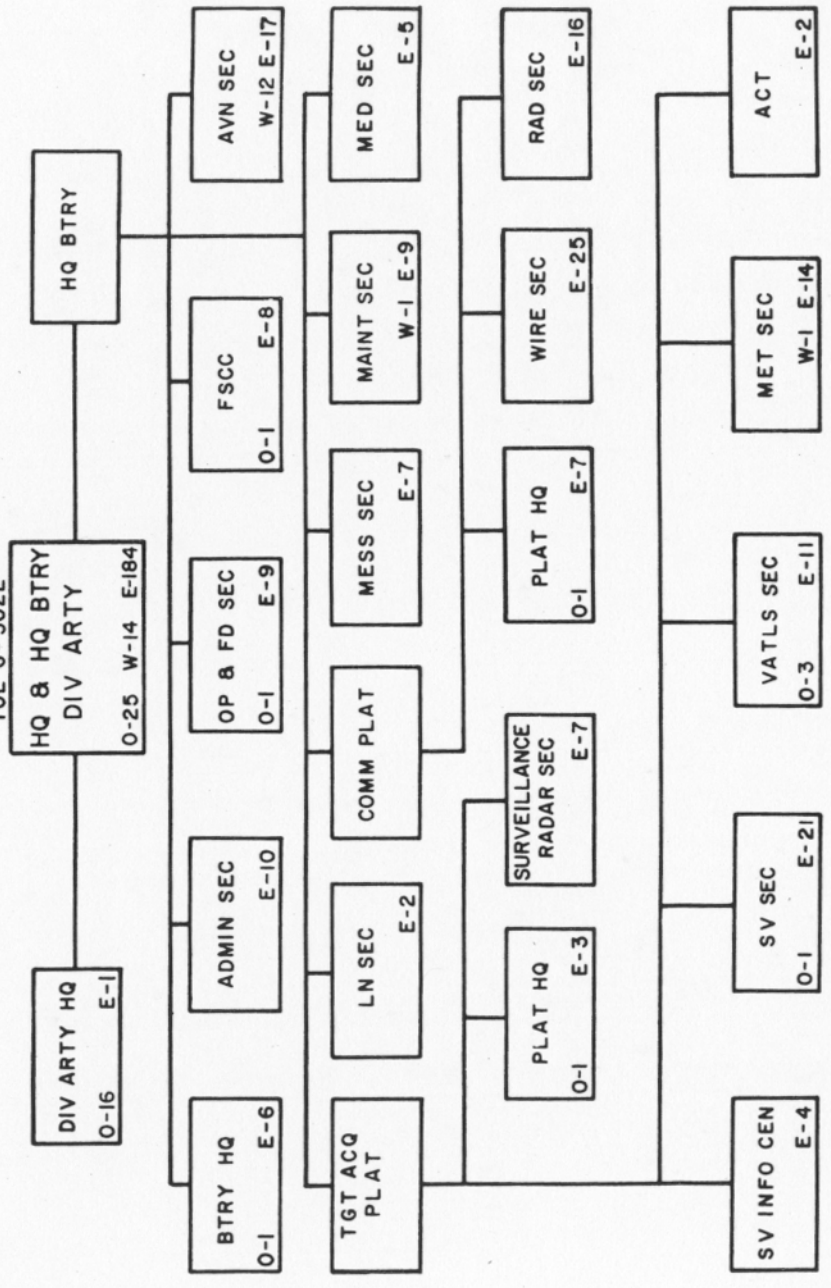 HQ & HQ BTRY
DIV ARTY
O-25 W-14 E-184
DIV ARTY HQ
O-16 E-1
HQ BTRY
BTRY HQ
O-1 E-6
ADMIN SEC
E-10
OP & FD SEC
O-1 E-9
FSCC
O-1 E-8
AVN SEC
W-12 E-17
TGT ACQ
PLAT
LN SEC
E-2
COMM PLAT
MESS SEC
E-7
MAINT SEC
W-1 E-9
MED SEC
E-5
PLAT HQ
O-1 E-3
SURVEILLANCE
RADAR SEC
E-7
PLAT HQ
O-1 E-7
WIRE SEC
E-25
RAD SEC
E-16
SV INFO CEN
E-4
SV SEC
O-1 E-21
VATLS SEC
O-3 E-11
MET SEC
W-1 E-14
ACT
E-2